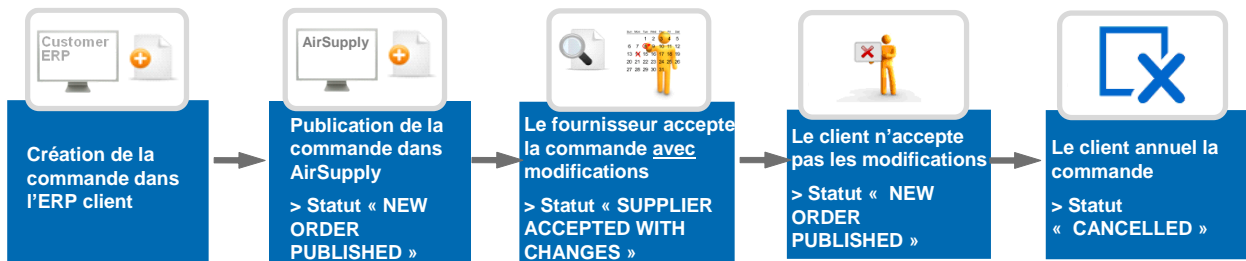 Customer
ERP
Création de la
commande dans
l'ERP client
AirSupply
Publication de la
commande dans
AirSupply
> Statut « NEW
ORDER
PUBLISHED »
Le fournisseur accepte
la commande avec
modifications
> Statut « SUPPLIER
ACCEPTED WITH
CHANGES »
Le client n'accepte
pas les modifications
> Statut « NEW
ORDER
PUBLISHED »
Le client annuel la
commande
> Statut
« CANCELLED »